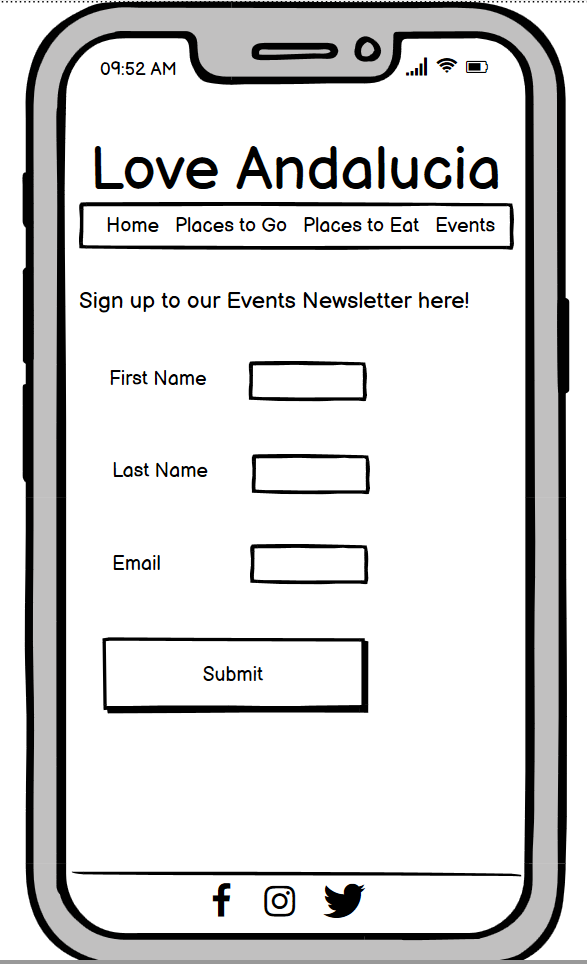 09:52 AM
Love Andalucia
Home Places to Go Places to Eat Events
Sign up to our Events Newsletter here!
First Name
Last Name
Email
Submit